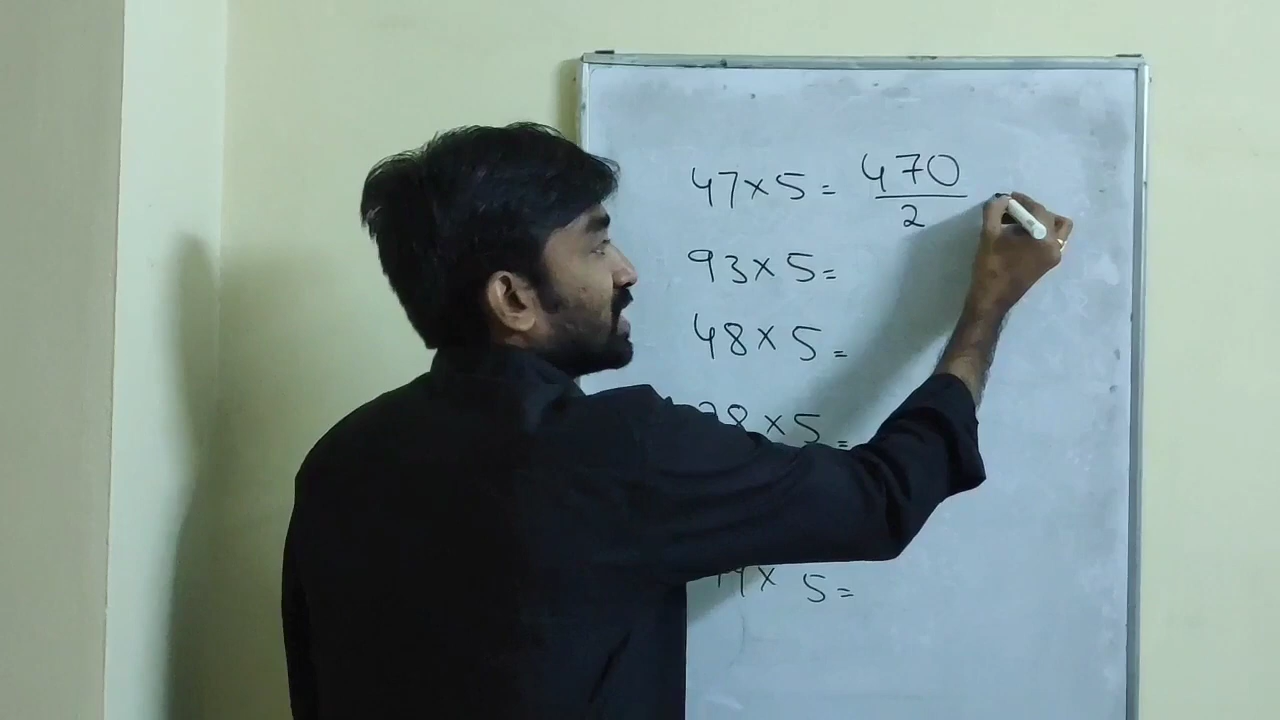 47×5 = 470/2
93×5=
48×5=
8×5=
× 5=